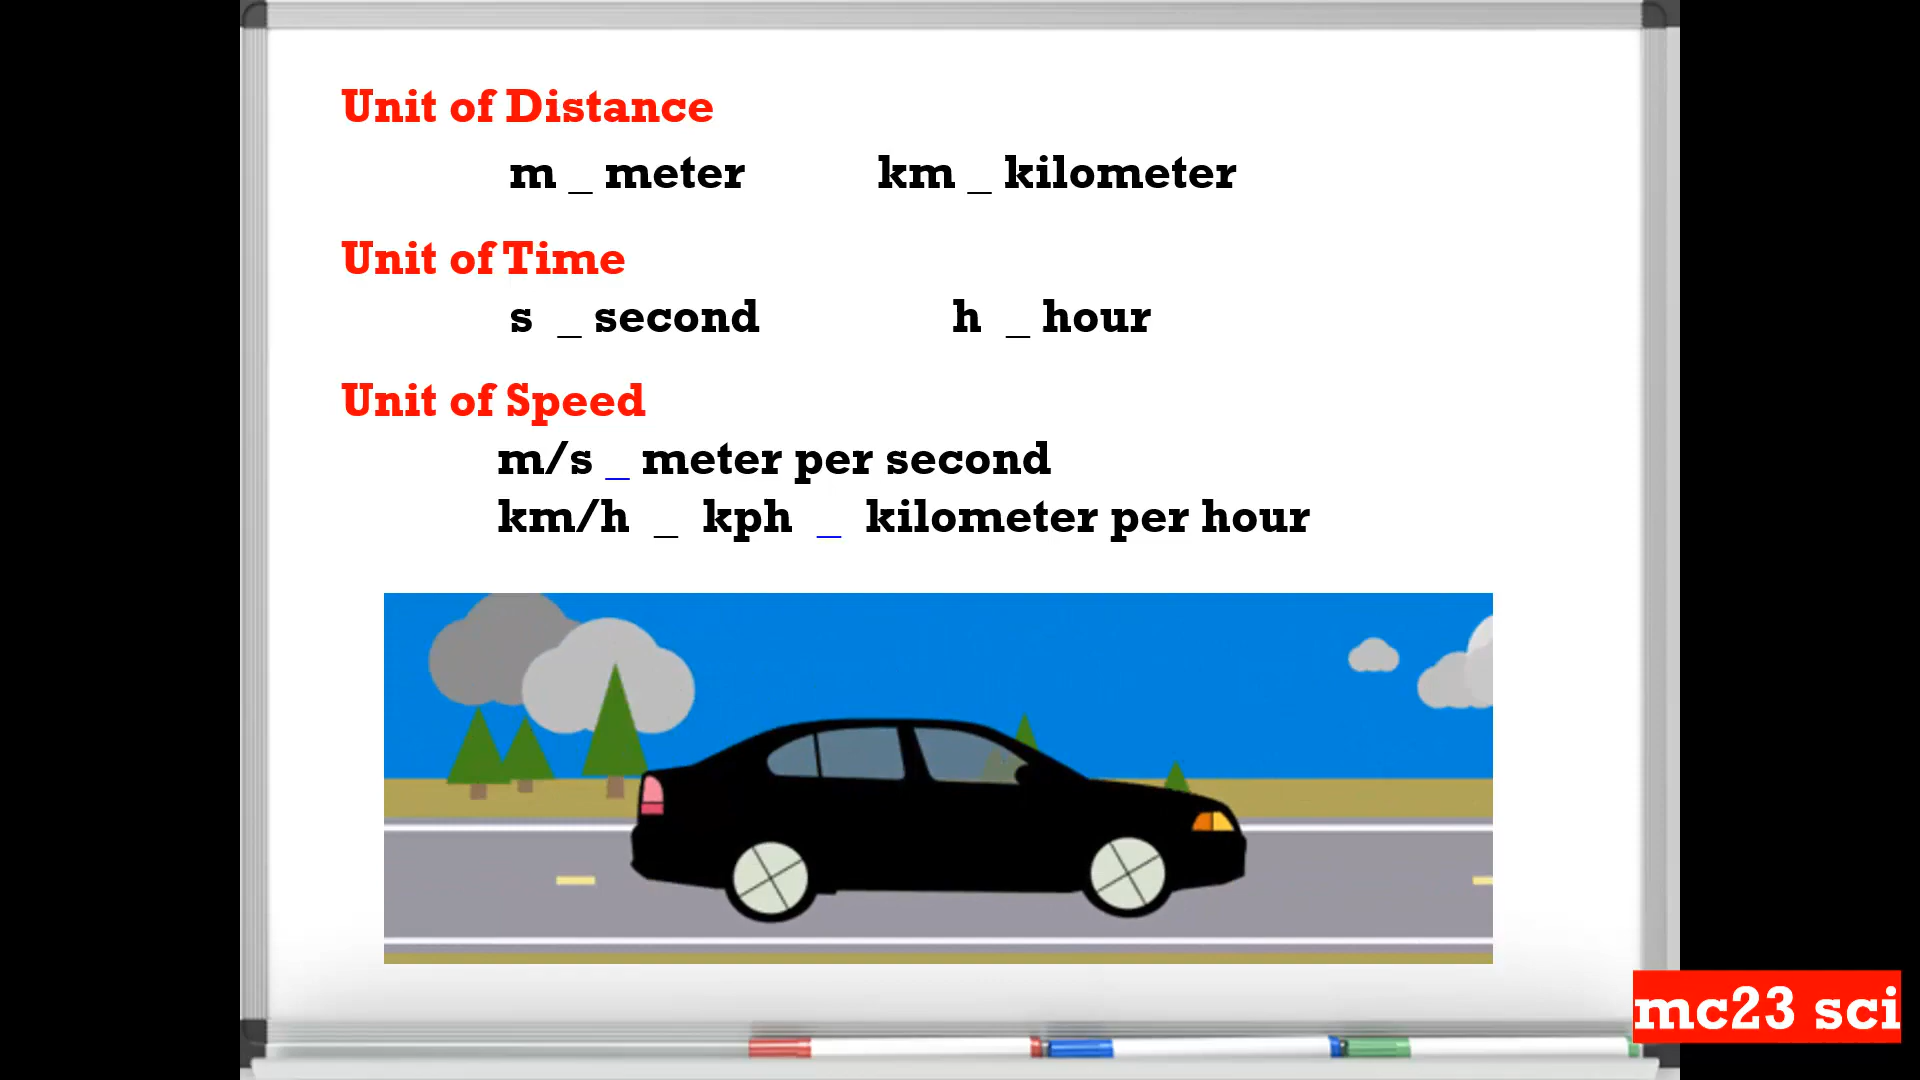 Unit of Distance
m _ meter km _ kilometer
Unit of Time
s _ second h _ hour
Unit of Speed
m/s _ meter per second
km/h _ kph _ kilometer per hour
mc23 sci